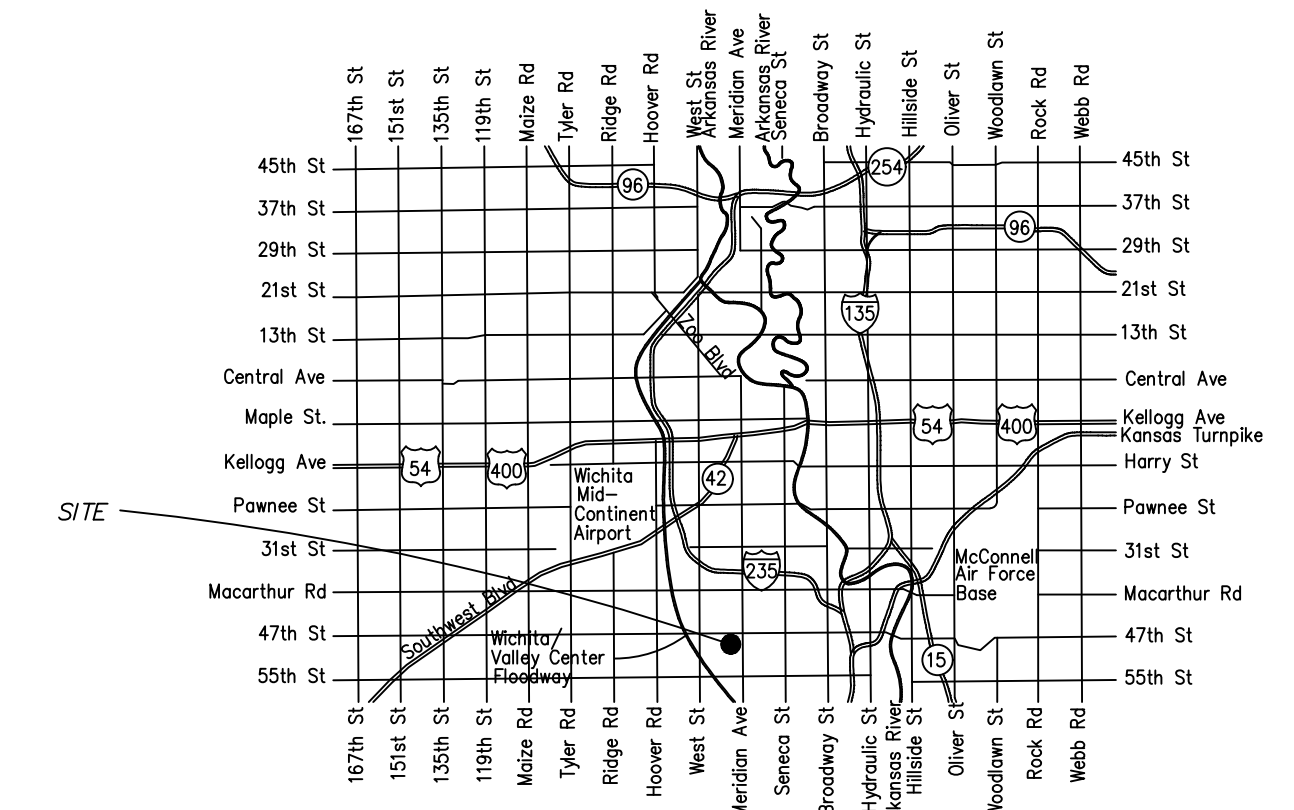 167th St
151st St
135th St
119th St
Maize Rd
Tyler Rd
Ridge Rd
Hoover Rd
West St
Arkansas River
Meridian Ave
Arkansas River
Seneca St
Broadway St
Hydraulic St
Hillside St
Oliver St
Woodlawn St
Rock Rd
Webb Rd
45th St
254
45th St
96
37th St
37th St
96
29th St
29th St
21st St
21st St
135
13th St
13th St
Zoo Blvd
Central Ave
Central Ave
Maple St.
54
400
Kellogg Ave
Kansas Turnpike
Kellogg Ave
54
400
Harry St
42
Wichita
Mid-
Continent
Airport
SITE
Pawnee St
Pawnee St
31st St
31st St
235
McConnell
Air Force
Base
Macarthur Rd
Macarthur Rd
Southwest Blvd
47th St
47th St
Wichita/
Valley Center
Floodway
15
55th St
55th St
167th St
151st St
135th St
119th St
Maize Rd
Tyler Rd
Ridge Rd
Hoover Rd
West St
Meridian Ave
Seneca St
Broadway St
Hydraulic St
kansas River
Hillside St
Oliver St
Woodlawn St
Rock Rd
Webb Rd